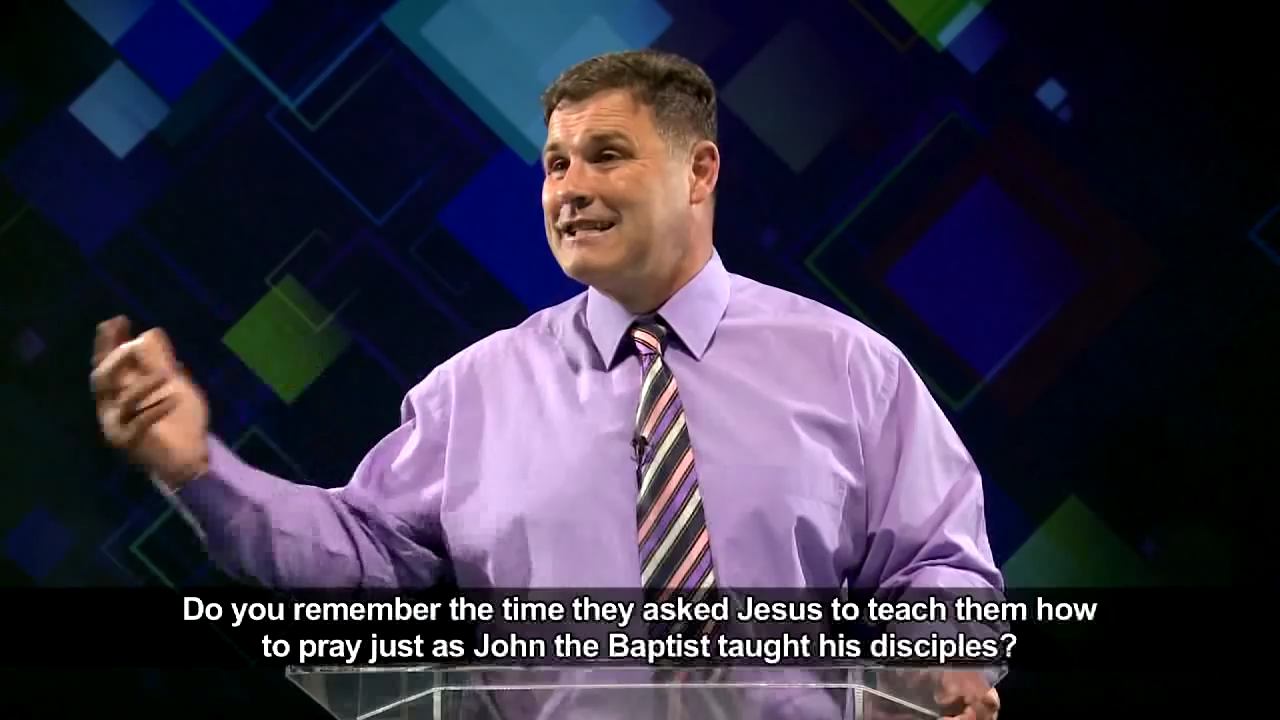 Do you remember the time they asked Jesus to teach them how
to pray just as John the Baptist taught his disciples?